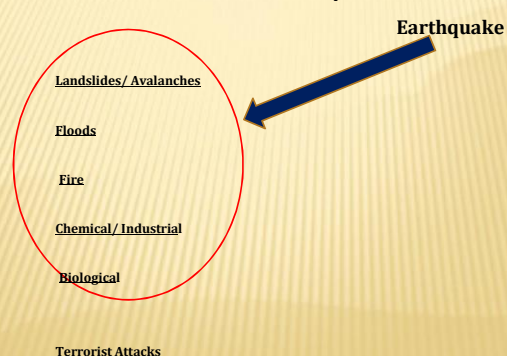 Earthquake
Landslides/ Avalanches
Floods
Fire
Chemical/ Industrial
Biological
Terrorist Attacks